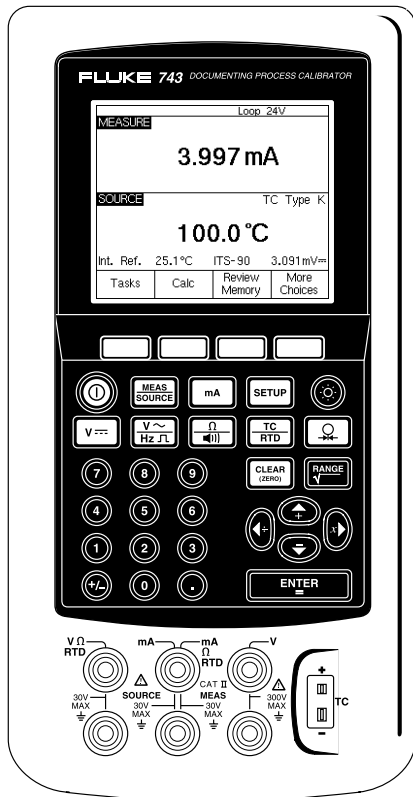 FLUKE 743 DOCUMENTING PROCESS CALIBRATOR
Loop 24V
MEASURE
3.997 mA
SOURCE TC Type K
100.0 °C
Int. Ref. 25.1°C ITS-90 3.091mV⎓
Tasks Calc Review Memory More Choices
MEAS SOURCE mA SETUP
V⎓ V～ Hz Ω TC RTD
7 8 9 CLEAR (ZERO) RANGE √
4 5 6 ÷ + x
1 2 3 −
+/− 0 . ENTER =
V Ω RTD mA mA Ω RTD V
CAT II
SOURCE MEAS
30V MAX 30V MAX 30V MAX 300V MAX
+ TC −